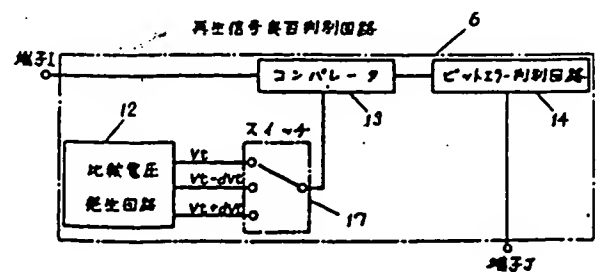 再生信号良否判別回路
6
端子I
コンパレータ
ビットエラー判別回路
13
14
12
スイッチ
比較電圧
発生回路
Vt
Vt-dVt
Vt+dVt
17
端子J